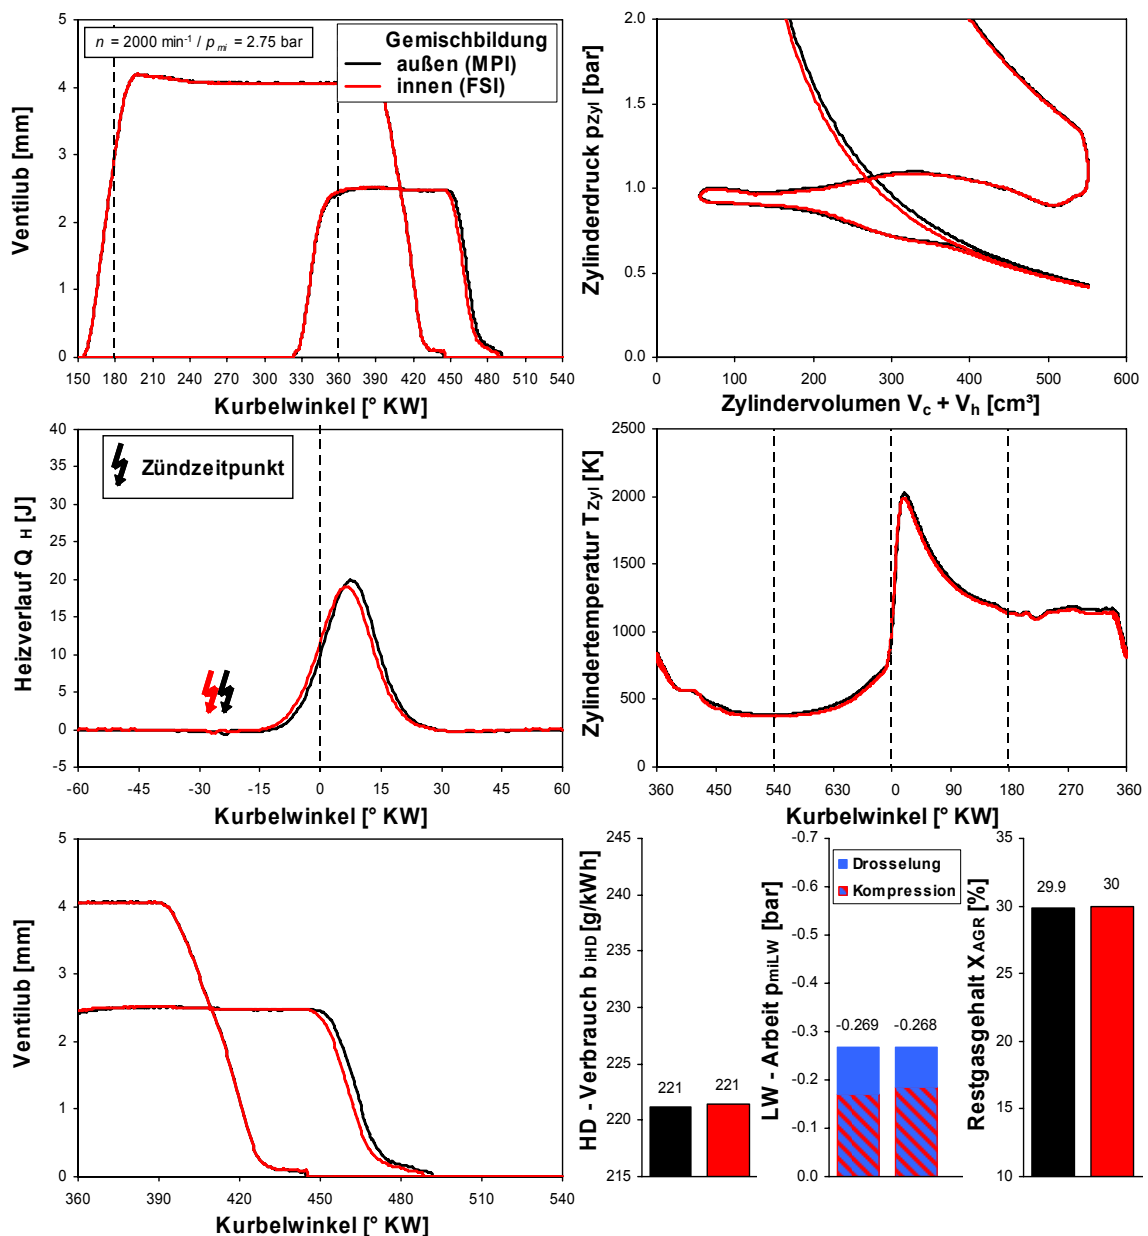 5
4
3
2
1
0
Ventilub [mm]
n = 2000 min-1 / p mi = 2.75 bar
Gemischbildung
außen (MPI)
innen (FSI)
150 180 210 240 270 300 330 360 390 420 450 480 510 540
Kurbelwinkel [° KW]
2.0
1.5
1.0
0.5
0.0
Zylinderdruck pZyl [bar]
0 100 200 300 400 500 600
Zylindervolumen Vc + Vh [cm³]
40
35
30
25
20
15
10
5
0
-5
Heizverlauf Q H [J]
Zündzeitpunkt
-60 -45 -30 -15 0 15 30 45 60
Kurbelwinkel [° KW]
2500
2000
1500
1000
500
0
Zylindertemperatur TZyl [K]
360 450 540 630 0 90 180 270 360
Kurbelwinkel [° KW]
5
4
3
2
1
0
Ventilub [mm]
360 390 420 450 480 510 540
Kurbelwinkel [° KW]
245
240
235
230
225
220
215
HD - Verbrauch biHD [g/kWh]
221 221
-0.7
-0.6
-0.5
-0.4
-0.3
-0.2
-0.1
0.0
LW - Arbeit pmiLW [bar]
Drosselung
Kompression
-0.269 -0.268
35
30
25
20
15
10
Restgasgehalt XAGR [%]
29.9 30